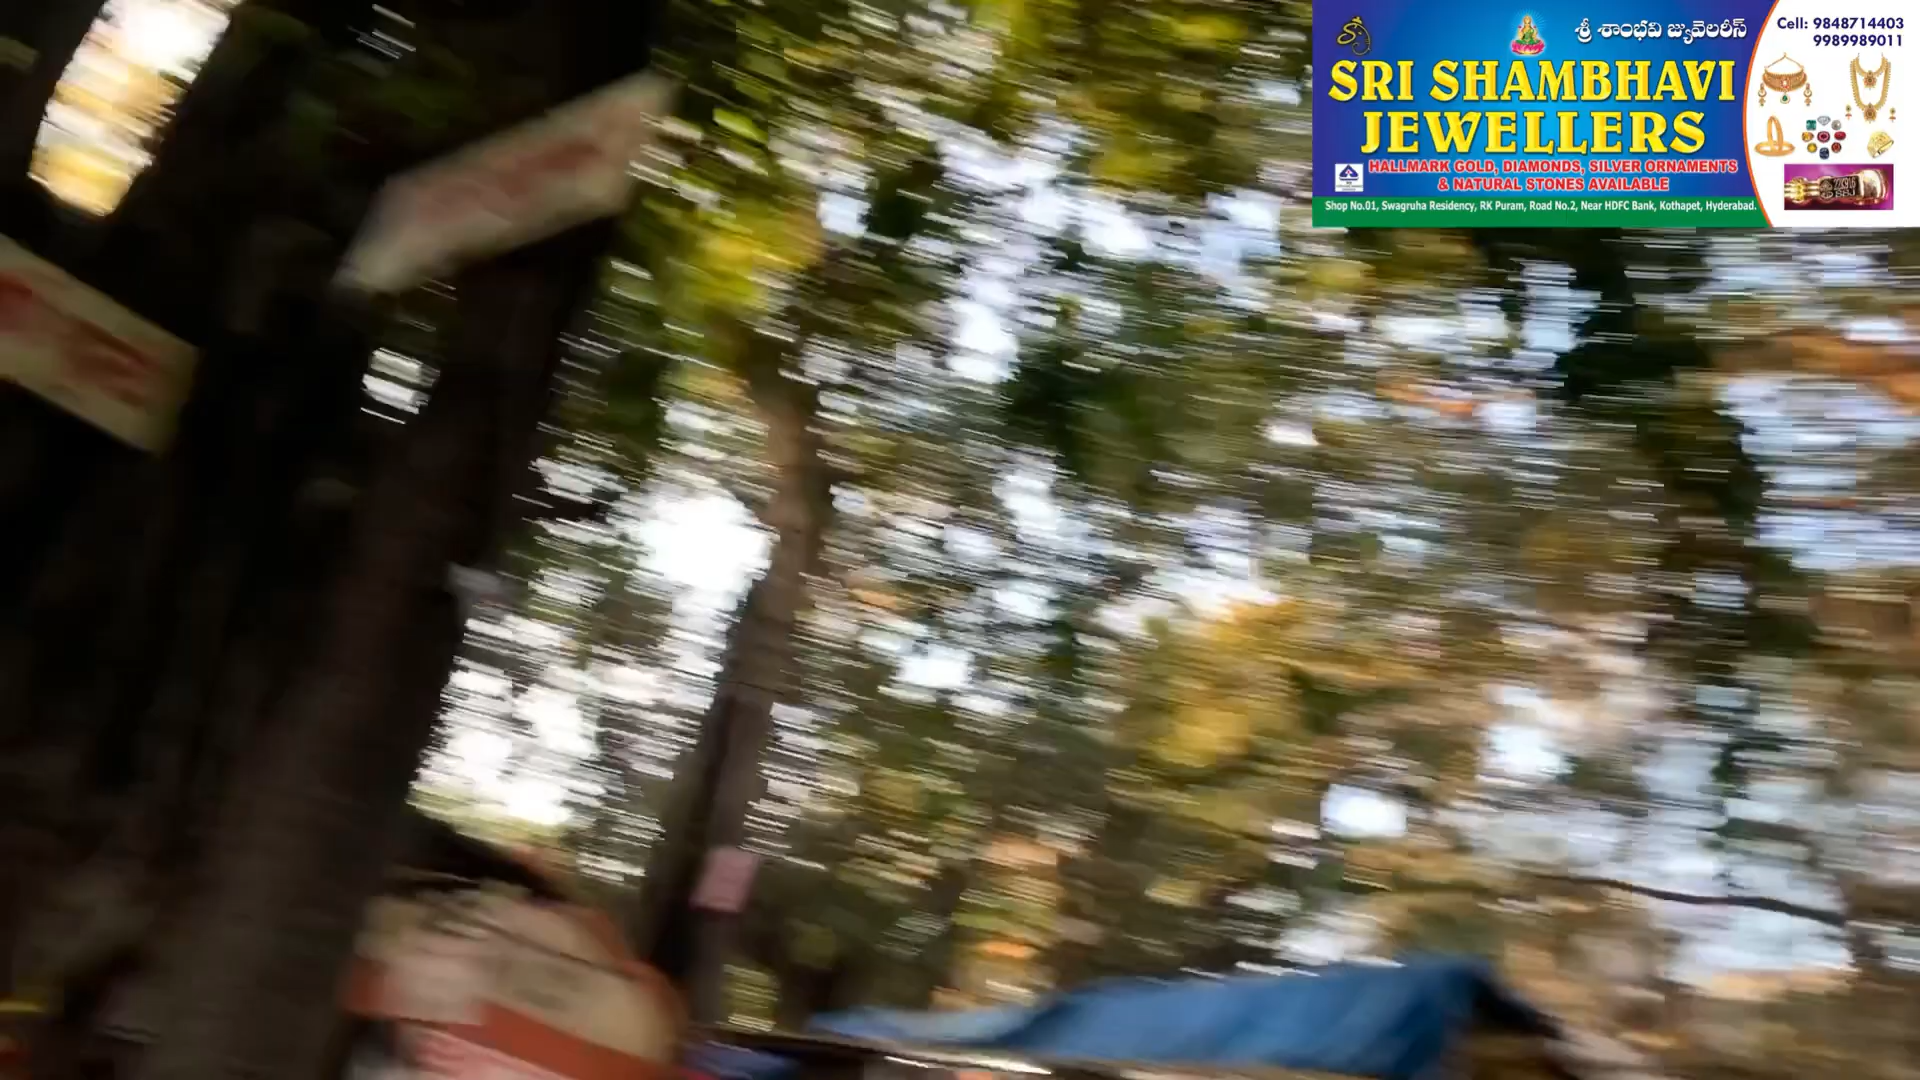 శ్రీ శాంభవి జ్యువెలరీస్
SRI SHAMBHAVI
JEWELLERS
HALLMARK GOLD, DIAMONDS, SILVER ORNAMENTS
& NATURAL STONES AVAILABLE
Shop No.01, Swagruha Residency, RK Puram, Road No.2, Near HDFC Bank, Kothapet, Hyderabad.
Cell: 9848714403
9989989011